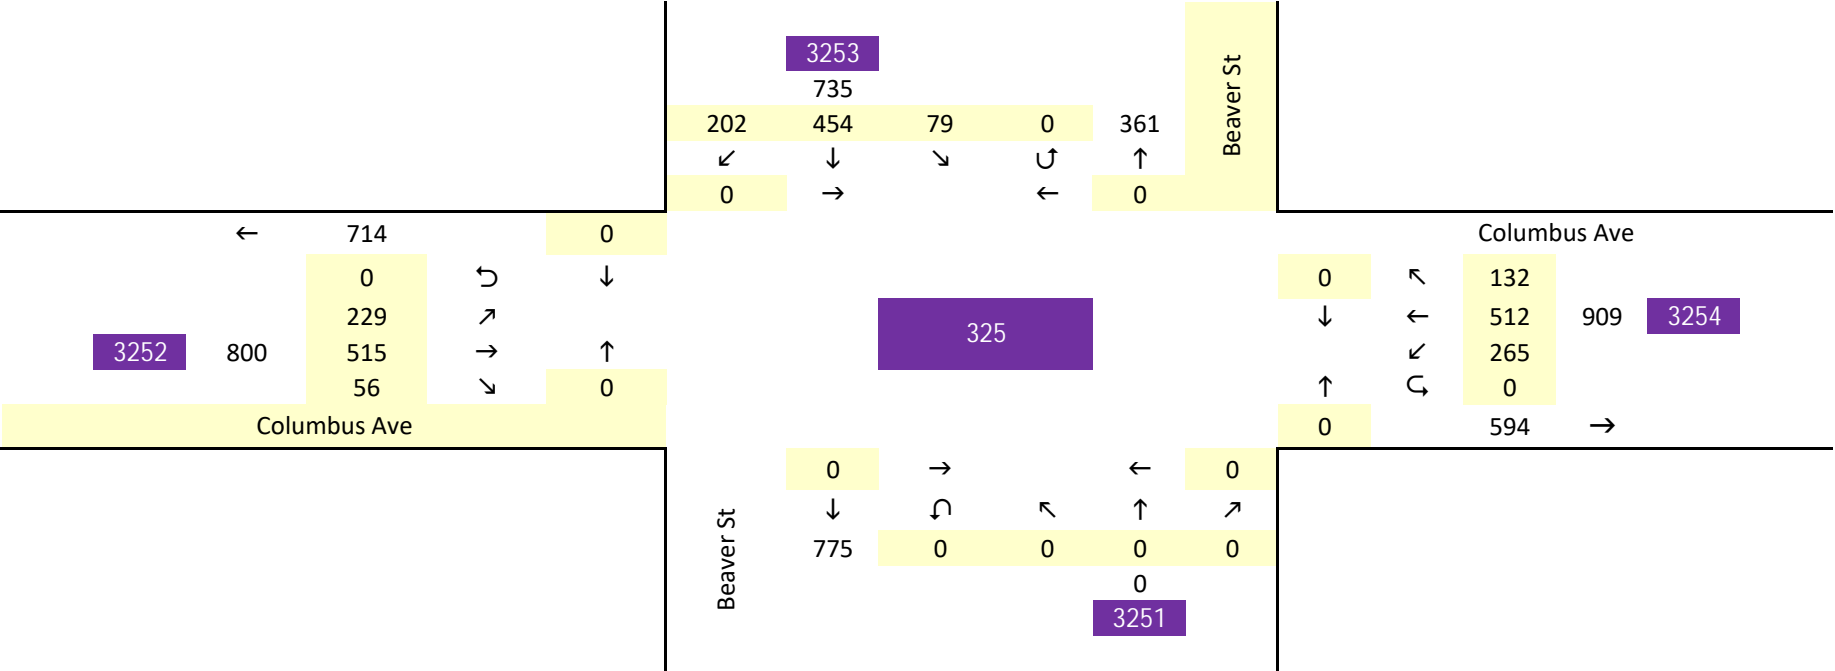 3253
735
202 454 79 0 361
↙ ↓ ↘ ⮍ ↑
0 → ← 0
Beaver St
← 714 0
Columbus Ave
0 ⮌ ↓
0 ↖ 132
229 ↗
325
↓ ← 512 909 3254
3252 800 515 → ↑
↙ 265
56 ↘ 0
↑ ⮎ 0
Columbus Ave
0 594 →
0 → ← 0
↓ ⮏ ↖ ↑ ↗
Beaver St
775 0 0 0 0
0
3251